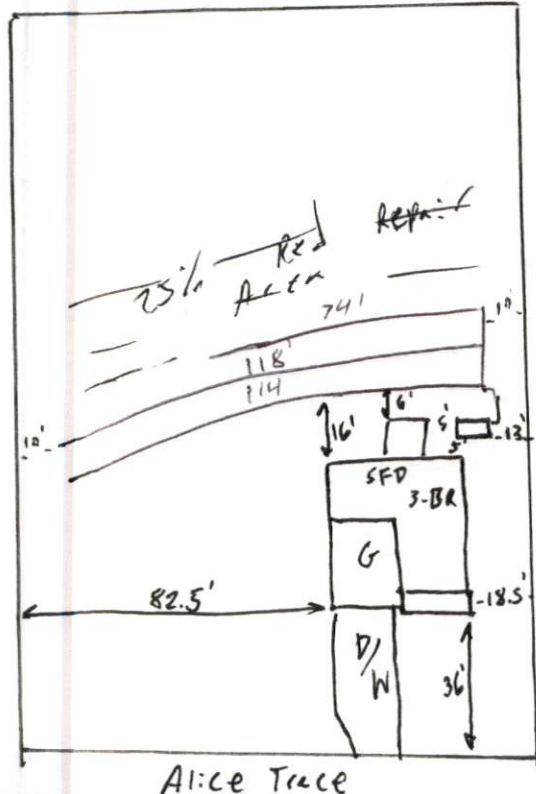 Repair
25% Red
Area
74'
10'
118'
114
10'
6'
16'
5'
5'
13'
SFD
3-BR
G
82.5'
18.5'
D/W
36'
Alice Trace